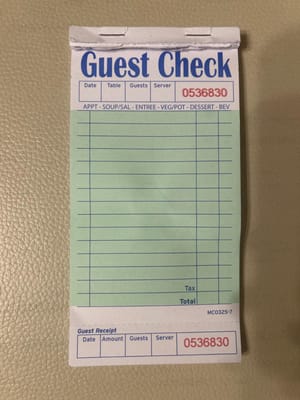 Guest Check
Date Table Guests Server 0536830
APPT - SOUP/SAL - ENTREE - VEG/POT - DESSERT - BEV
Tax
Total
MC0325-7
Guest Receipt
Date Amount Guests Server 0536830